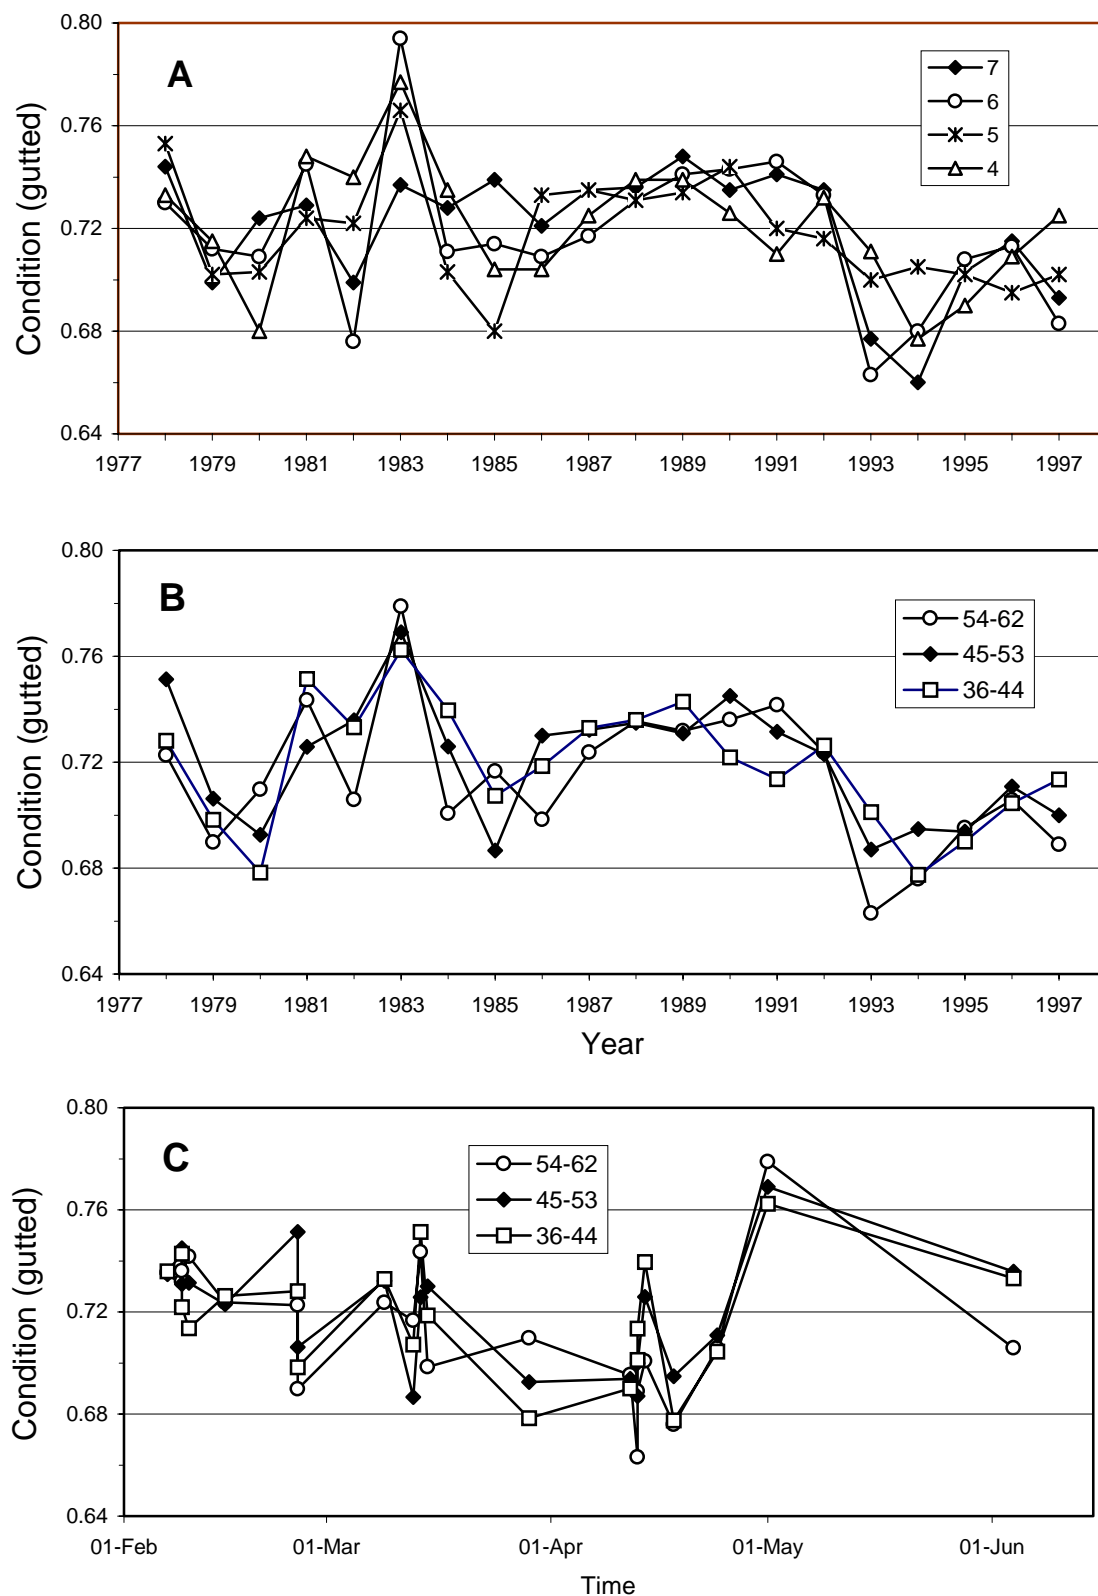 0.80
A
7
6
5
4
0.76
0.72
0.68
0.64
Condition (gutted)
1977 1979 1981 1983 1985 1987 1989 1991 1993 1995 1997
0.80
B
54-62
45-53
36-44
0.76
0.72
0.68
0.64
Condition (gutted)
1977 1979 1981 1983 1985 1987 1989 1991 1993 1995 1997
Year
0.80
C
54-62
45-53
36-44
0.76
0.72
0.68
0.64
Condition (gutted)
01-Feb 01-Mar 01-Apr 01-May 01-Jun
Time